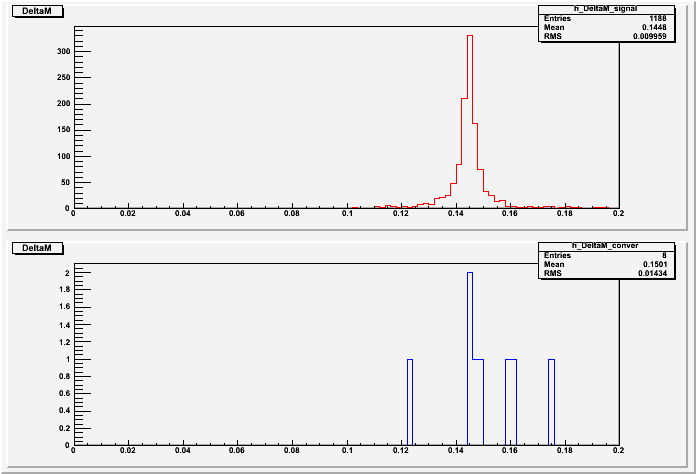 DeltaM
h_DeltaM_signal
Entries 1188
Mean 0.1448
RMS 0.009959
300
250
200
150
100
50
0
0 0.02 0.04 0.06 0.08 0.1 0.12 0.14 0.16 0.18 0.2
DeltaM
h_DeltaM_conver
Entries 8
Mean 0.1501
RMS 0.01434
2
1.8
1.6
1.4
1.2
1
0.8
0.6
0.4
0.2
0
0 0.02 0.04 0.06 0.08 0.1 0.12 0.14 0.16 0.18 0.2